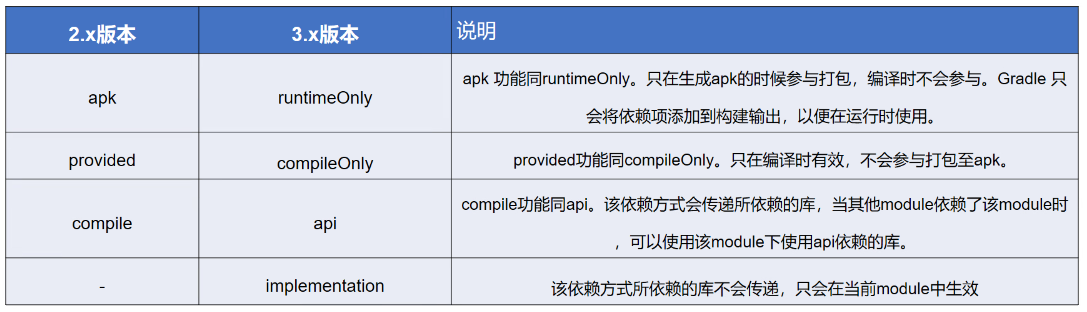 2.x版本 3.x版本 说明
apk runtimeOnly apk 功能同runtimeOnly。只在生成apk的时候参与打包，编译时不会参与。Gradle 只
会将依赖项添加到构建输出，以便在运行时使用。
provided compileOnly provided功能同compileOnly。只在编译时有效，不会参与打包至apk。
compile api compile功能同api。该依赖方式会传递所依赖的库，当其他module依赖了该module时
，可以使用该module下使用api依赖的库。
- implementation 该依赖方式所依赖的库不会传递，只会在当前module中生效